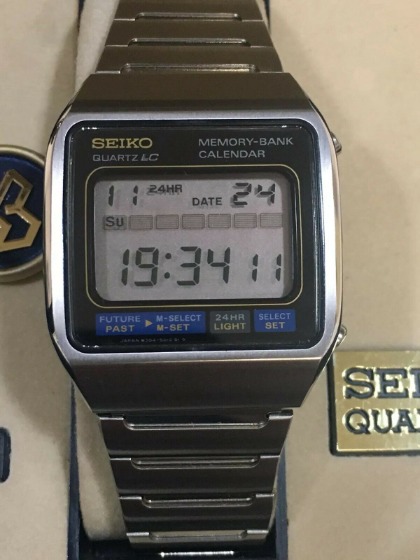 SEIKO
QUARTZ LC
MEMORY-BANK
CALENDAR
11 24HR DATE 24
Su
19:34 11
FUTURE
PAST
M-SELECT
M-SET
24HR
LIGHT
SELECT
SET
JAPAN
SEI
QUA